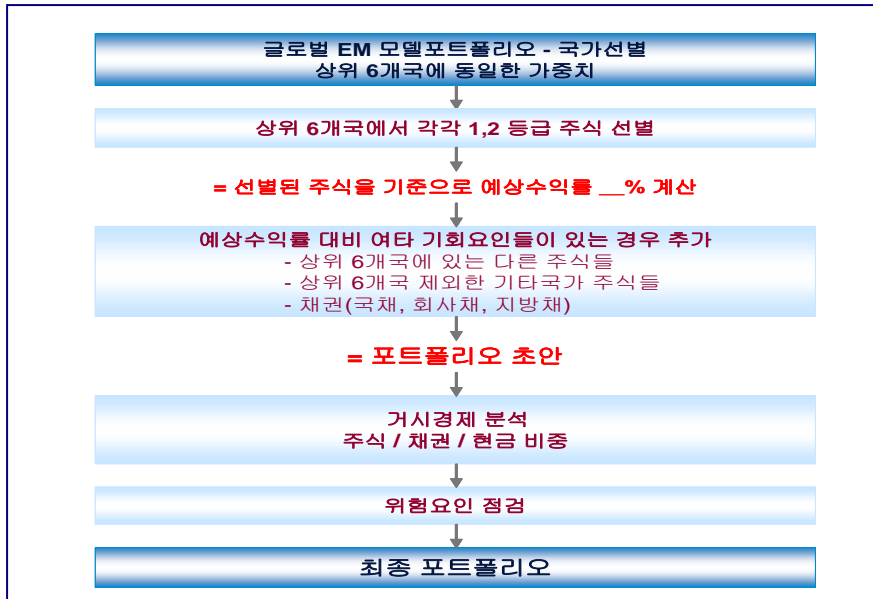 글로벌 EM 모델포트폴리오 - 국가선별
상위 6개국에 동일한 가중치
상위 6개국에서 각각 1,2 등급 주식 선별
= 선별된 주식을 기준으로 예상수익률 __% 계산
예상수익률 대비 여타 기회요인들이 있는 경우 추가
- 상위 6개국에 있는 다른 주식들
- 상위 6개국 제외한 기타국가 주식들
- 채권(국채, 회사채, 지방채)
= 포트폴리오 초안
거시경제 분석
주식 / 채권 / 현금 비중
위험요인 점검
최종 포트폴리오